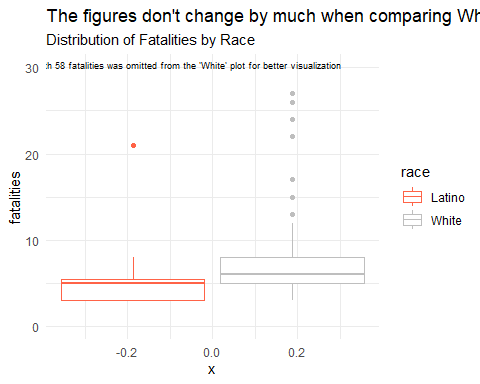 The figures don't change by much when comparing Wh
Distribution of Fatalities by Race
h 58 fatalities was omitted from the 'White' plot for better visualization
30
20
10
0
fatalities
-0.2
0.0
0.2
x
race
Latino
White